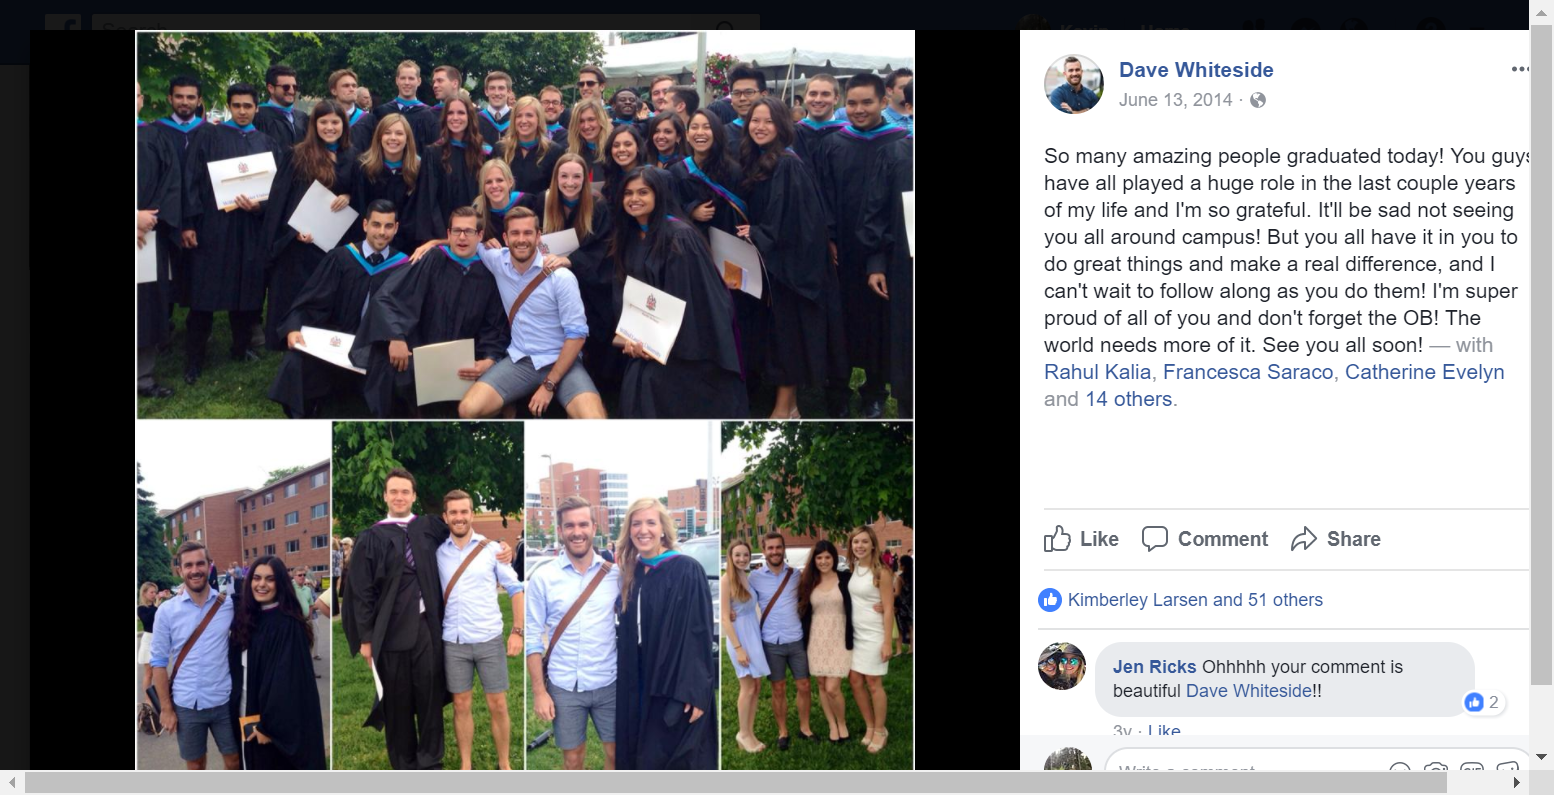 Dave Whiteside
June 13, 2014 ·
So many amazing people graduated today! You guys
have all played a huge role in the last couple years
of my life and I'm so grateful. It'll be sad not seeing
you all around campus! But you all have it in you to
do great things and make a real difference, and I
can't wait to follow along as you do them! I'm super
proud of all of you and don't forget the OB! The
world needs more of it. See you all soon! — with
Rahul Kalia, Francesca Saraco, Catherine Evelyn
and 14 others.
Like Comment Share
Kimberley Larsen and 51 others
Jen Ricks Ohhhhh your comment is
beautiful Dave Whiteside!!
2
3y · Like
Write a comment